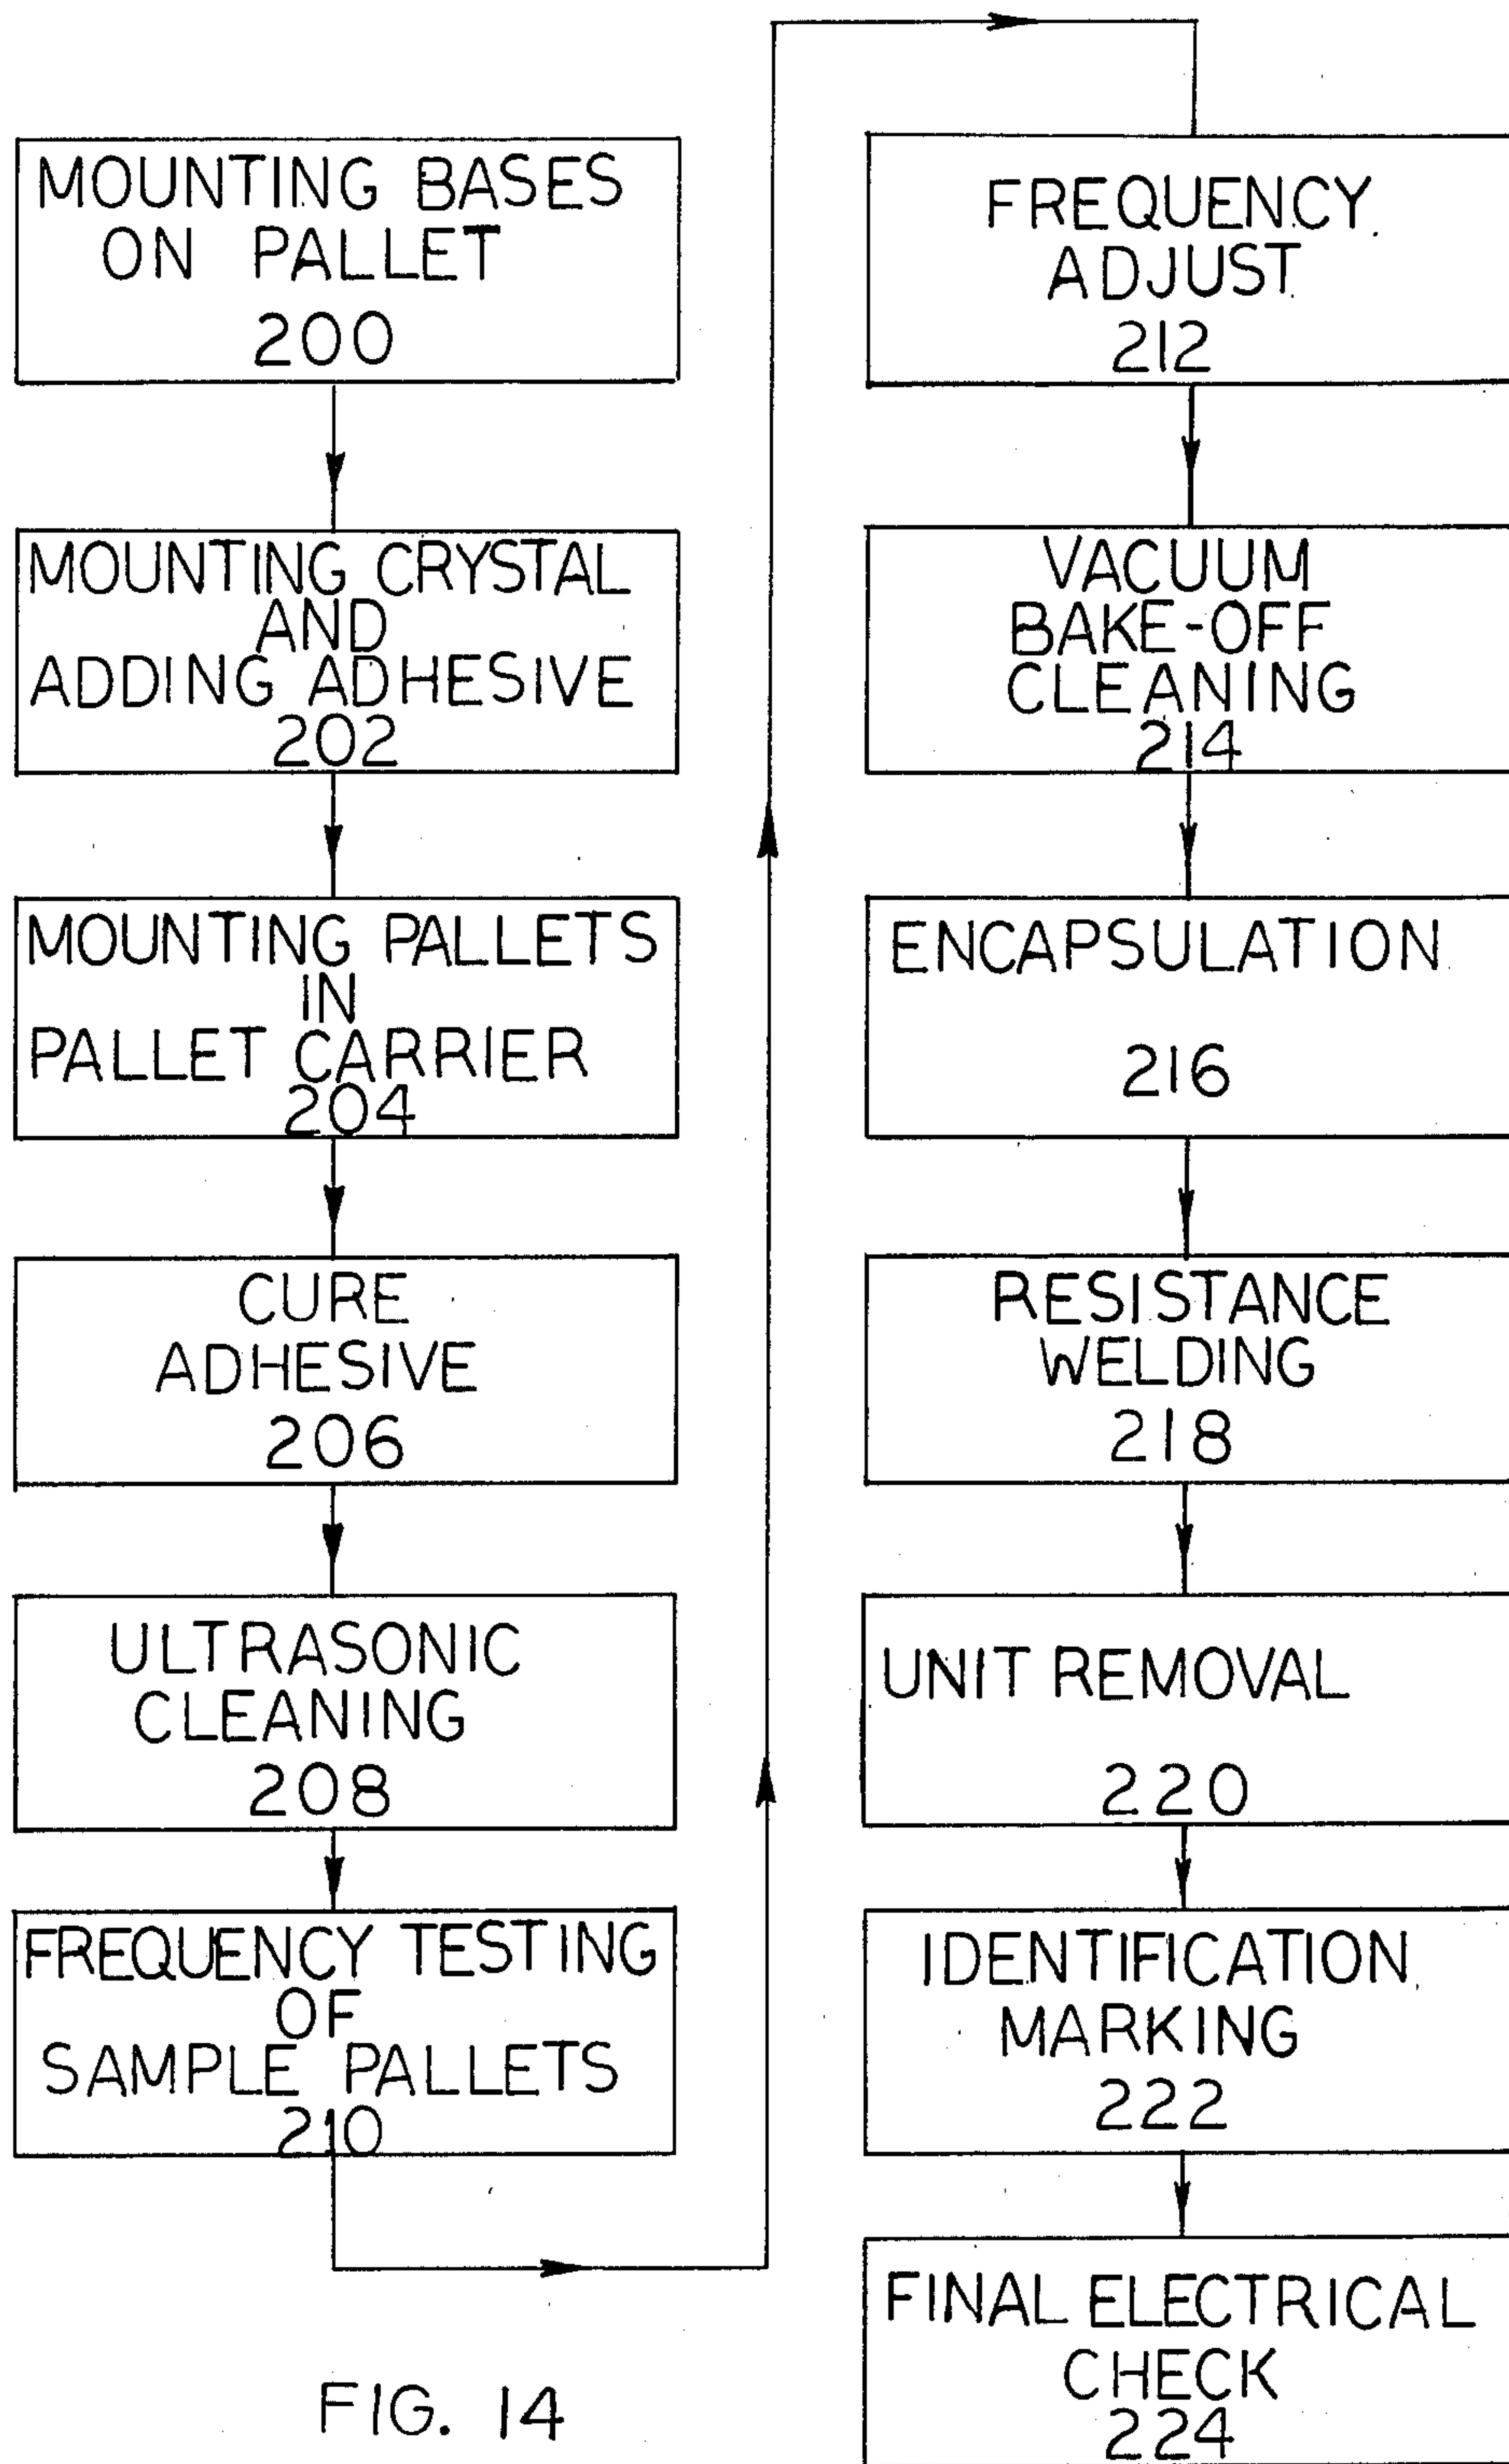 MOUNTING BASES
ON PALLET
200
MOUNTING CRYSTAL
AND
ADDING ADHESIVE
202
MOUNTING PALLETS
IN
PALLET CARRIER
204
CURE
ADHESIVE
206
ULTRASONIC
CLEANING
208
FREQUENCY TESTING
OF
SAMPLE PALLETS
210
FREQUENCY
ADJUST
212
VACUUM
BAKE-OFF
CLEANING
214
ENCAPSULATION
216
RESISTANCE
WELDING
218
UNIT REMOVAL
220
IDENTIFICATION
MARKING
222
FINAL ELECTRICAL
CHECK
224
FIG. 14